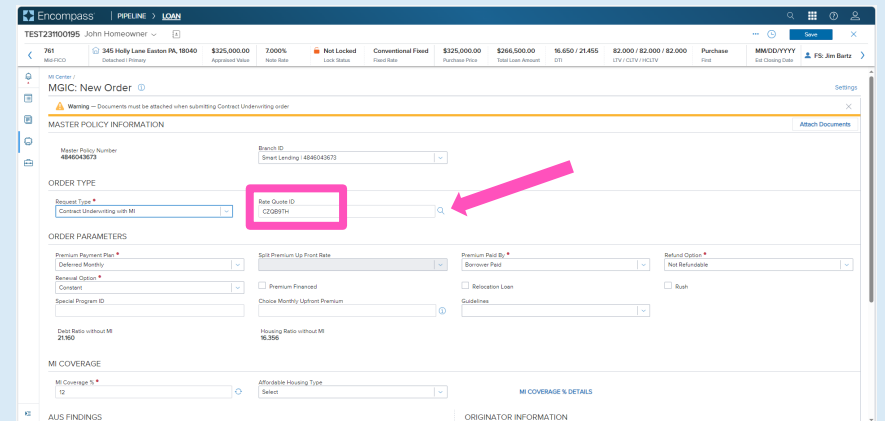 Encompass® | PIPELINE > LOAN
TEST231100195 John Homeowner
Save
761 345 Holly Lane Easton PA, 18040 $325,000.00 7.000% Not Locked Conventional Fixed $325,000.00 $266,500.00 16.650 / 21.455 82.000 / 82.000 / 82.000 Purchase MM/DD/YYYY FS: Jim Bartz
Mid-FICO Detached | Primary Appraised Value Note Rate Lock Status Fixed Rate Purchase Price Total Loan Amount DTI LTV / CLTV / HCLTV First Est Closing Date
MI Center /
MGIC: New Order Settings
Warning — Documents must be attached when submitting Contract Underwriting order
MASTER POLICY INFORMATION Attach Documents
Master Policy Number Branch ID
4846043673 Smart Lending | 4846043673
ORDER TYPE
Request Type * Rate Quote ID
Contract Underwriting with MI CZQB9TH
ORDER PARAMETERS
Premium Payment Plan * Split Premium Up Front Rate Premium Paid By * Refund Option *
Deferred Monthly Borrower Paid Not Refundable
Renewal Option *
Constant Premium Financed Relocation Loan Rush
Special Program ID Choice Monthly Upfront Premium Guidelines
Debt Ratio without MI Housing Ratio without MI
21.160 16.356
MI COVERAGE
MI Coverage % * Affordable Housing Type
12 Select MI COVERAGE % DETAILS
AUS FINDINGS ORIGINATOR INFORMATION